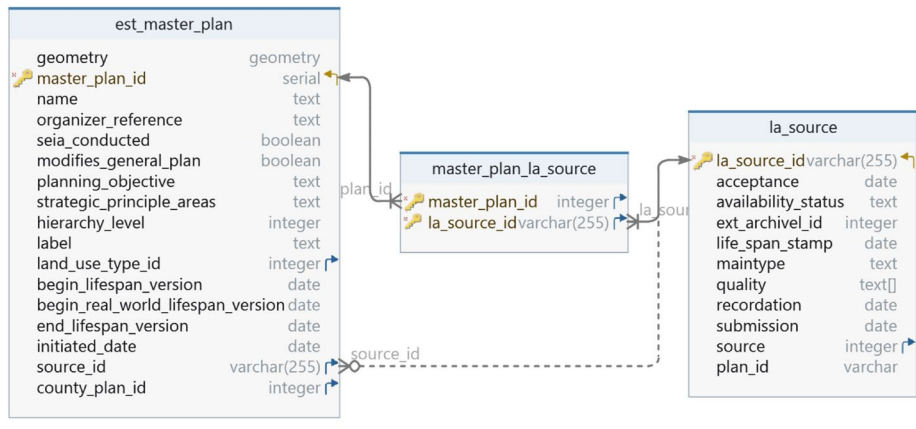 est_master_plan
geometry geometry
master_plan_id serial
name text
organizer_reference text
seia_conducted boolean
modifies_general_plan boolean
planning_objective text
strategic_principle_areas text
hierarchy_level integer
label text
land_use_type_id integer
begin_lifespan_version date
begin_real_world_lifespan_version date
end_lifespan_version date
initiated_date date
source_id varchar(255)
county_plan_id integer
plan_id
master_plan_la_source
master_plan_id integer
la_source_id varchar(255)
la_sour
source_id
la_source
la_source_id varchar(255)
acceptance date
availability_status text
ext_archivel_id integer
life_span_stamp date
maintype text
quality text[]
recordation date
submission date
source integer
plan_id varchar